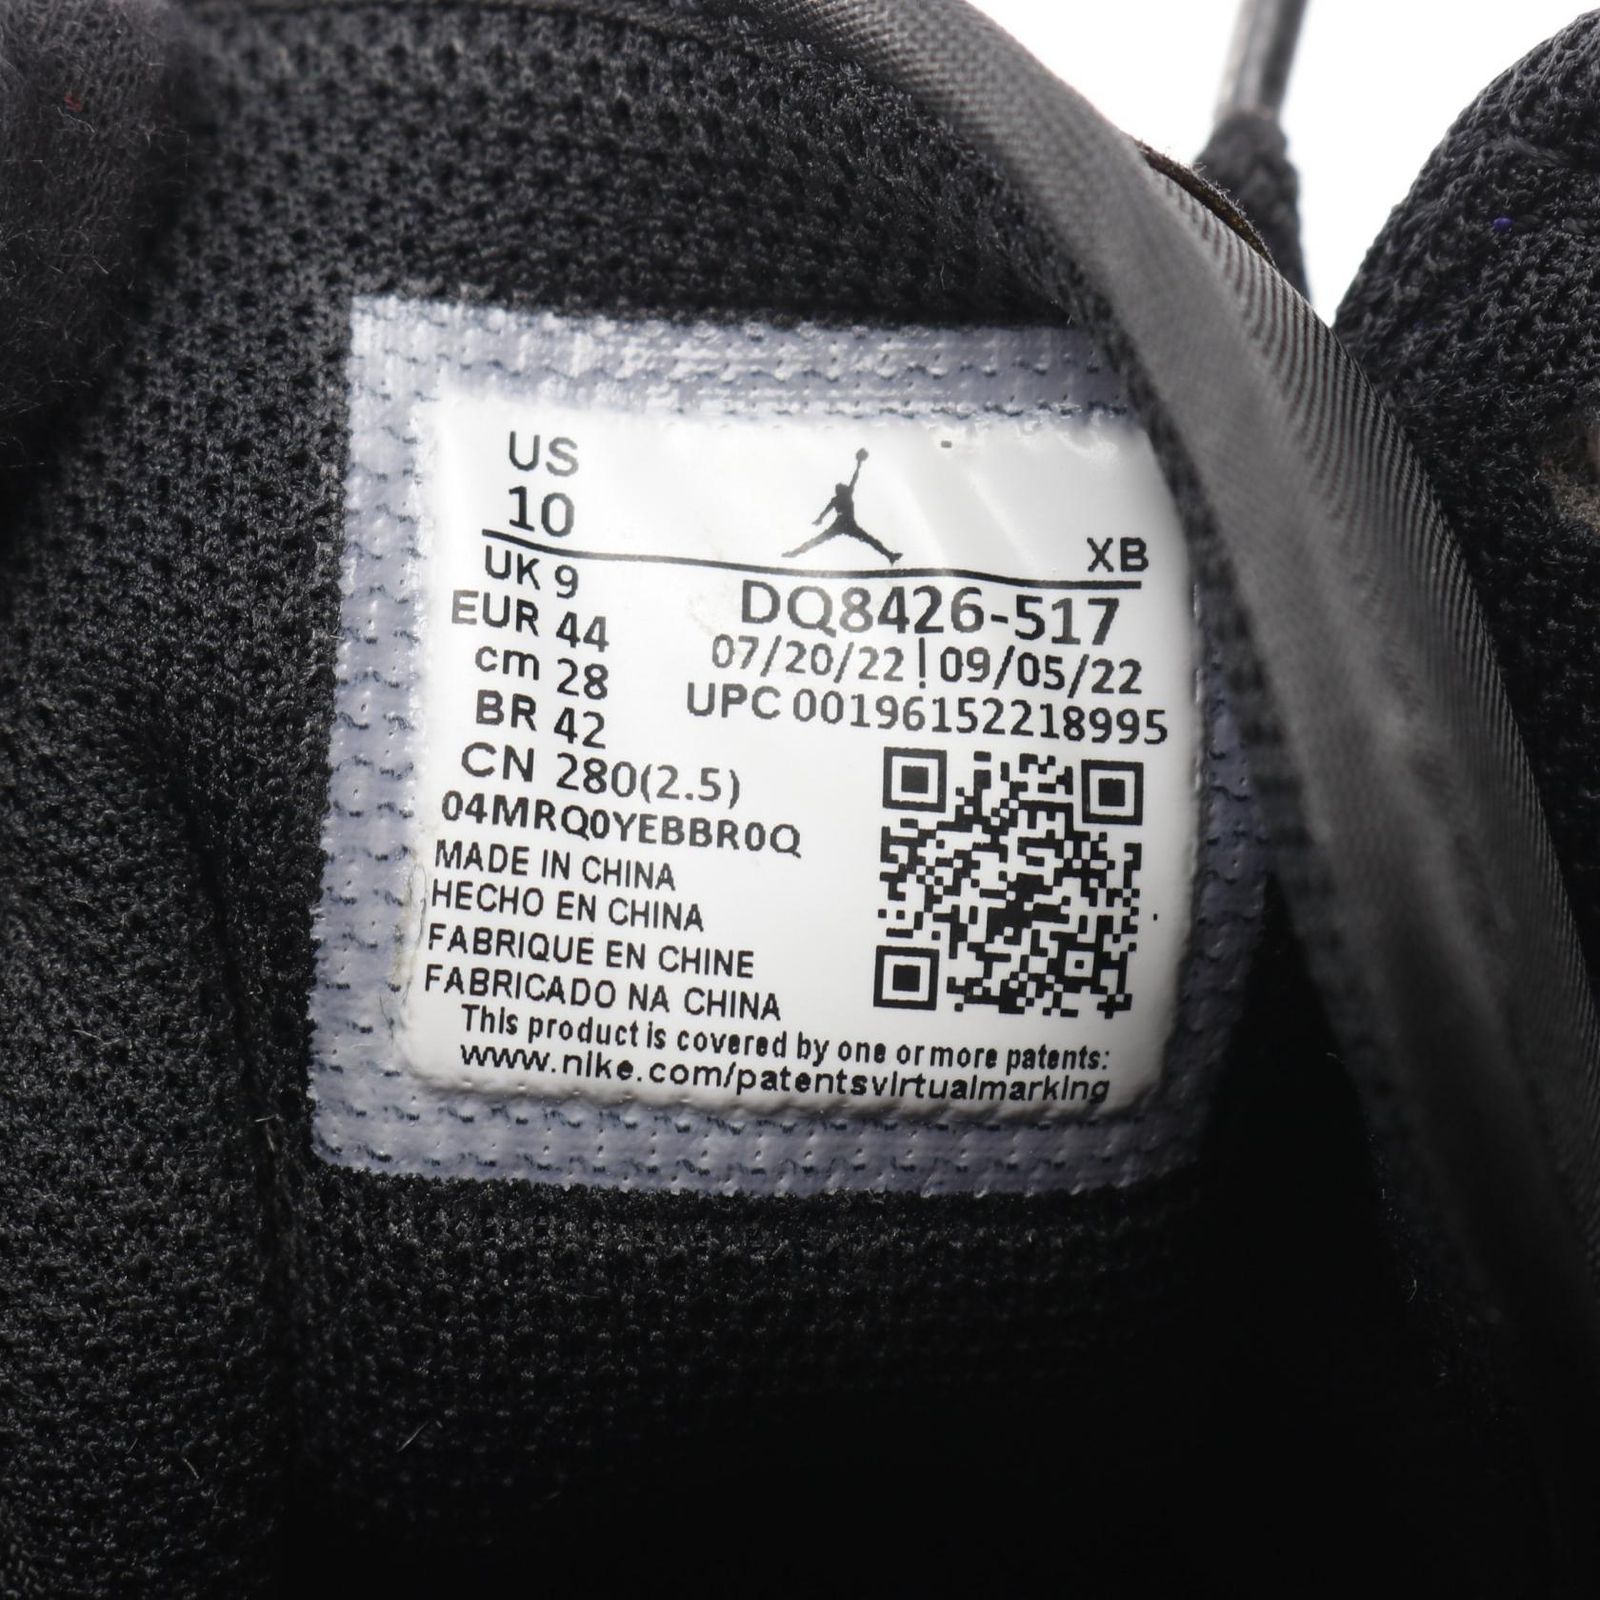 US
10
XB
UK 9
EUR 44
cm 28
BR 42
CN 280(2.5)
DQ8426-517
07/20/22 | 09/05/22
UPC 00196152218995
04MRQ0YEBBR0Q
MADE IN CHINA
HECHO EN CHINA
FABRIQUE EN CHINE
FABRICADO NA CHINA
This product is covered by one or more patents:
www.nike.com/patentsvirtualmarking